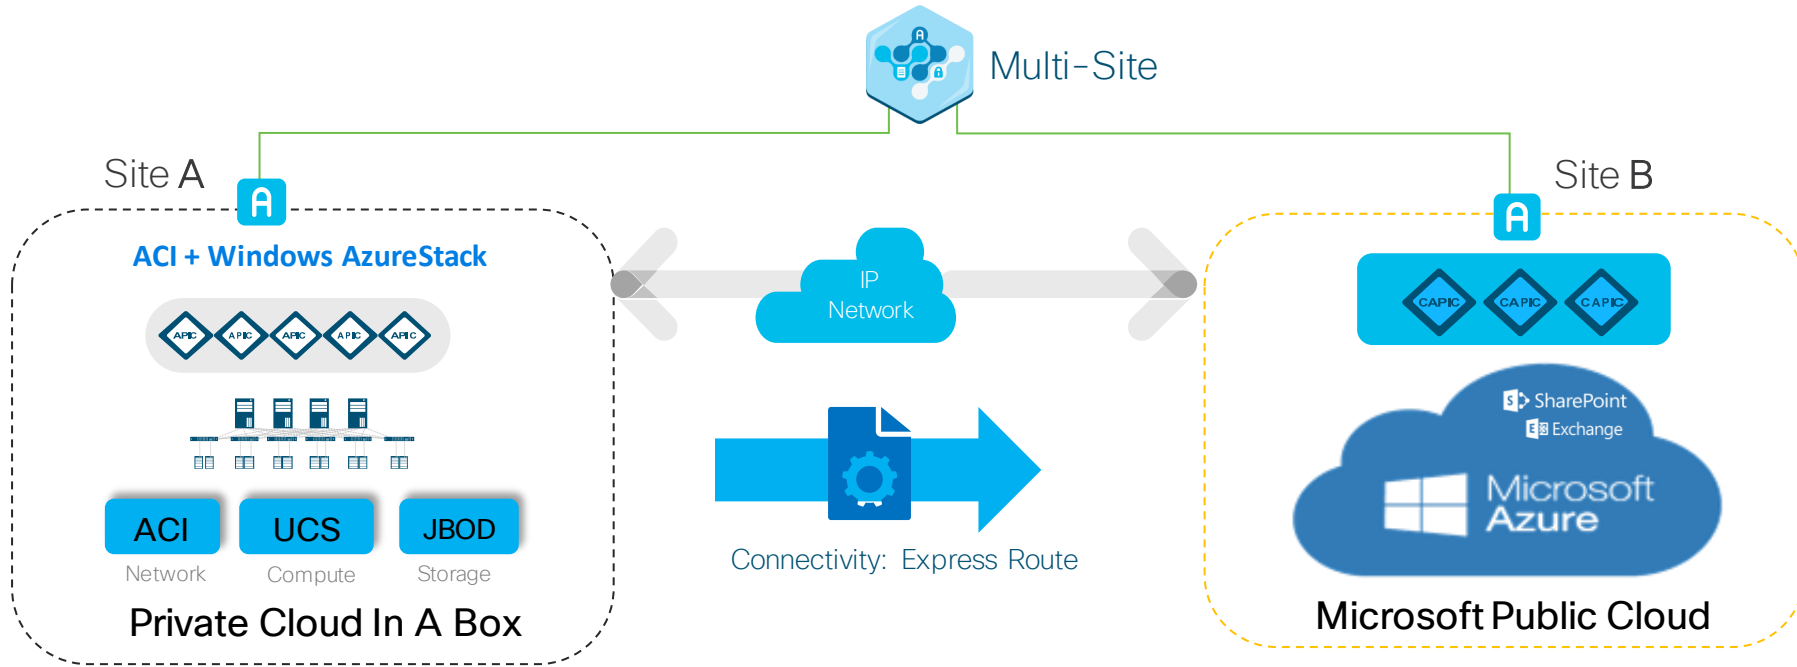 Multi-Site
Site A
Site B
ACI + Windows AzureStack
APIC APIC APIC APIC APIC
IP
Network
CAPIC CAPIC CAPIC
SharePoint
Exchange
Microsoft
Azure
ACI UCS JBOD
Network Compute Storage
Connectivity: Express Route
Private Cloud In A Box
Microsoft Public Cloud